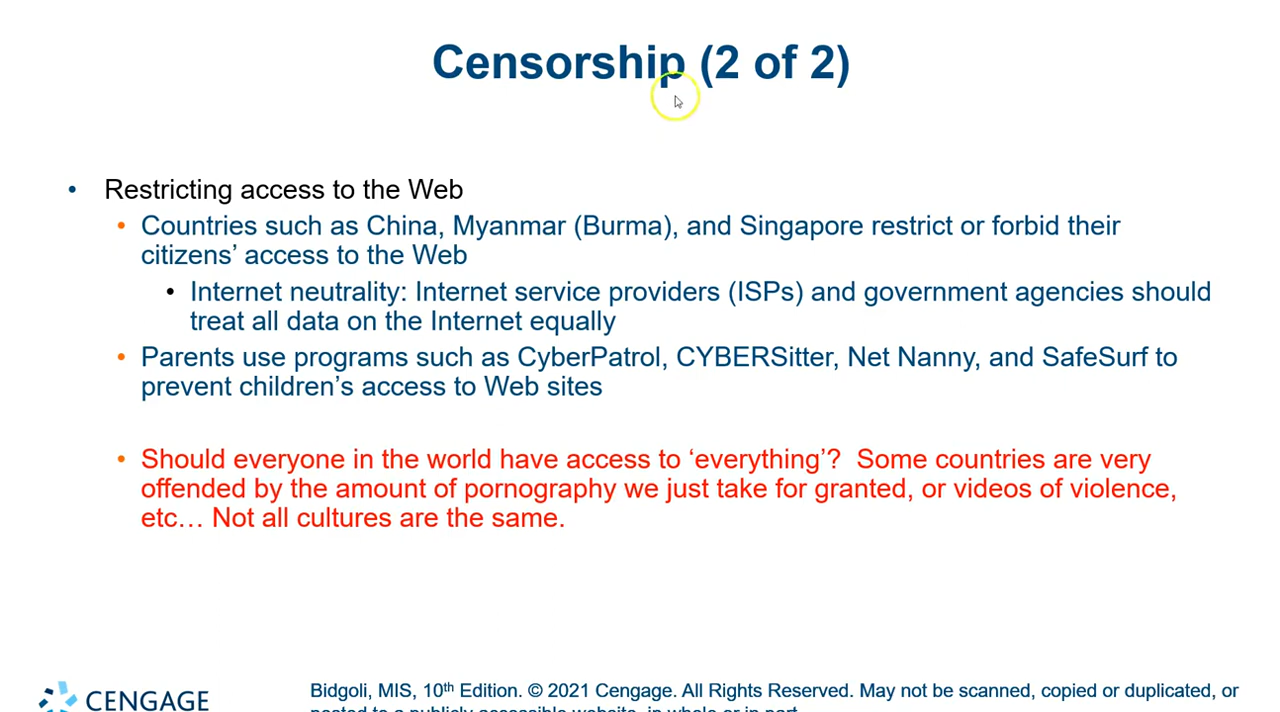 Censorship (2 of 2)
• Restricting access to the Web
• Countries such as China, Myanmar (Burma), and Singapore restrict or forbid their
citizens’ access to the Web
• Internet neutrality: Internet service providers (ISPs) and government agencies should
treat all data on the Internet equally
• Parents use programs such as CyberPatrol, CYBERSitter, Net Nanny, and SafeSurf to
prevent children’s access to Web sites
• Should everyone in the world have access to ‘everything’?  Some countries are very
offended by the amount of pornography we just take for granted, or videos of violence,
etc… Not all cultures are the same.
CENGAGE
Bidgoli, MIS, 10th Edition. © 2021 Cengage. All Rights Reserved. May not be scanned, copied or duplicated, or
posted to a publicly accessible website, in whole or in part.